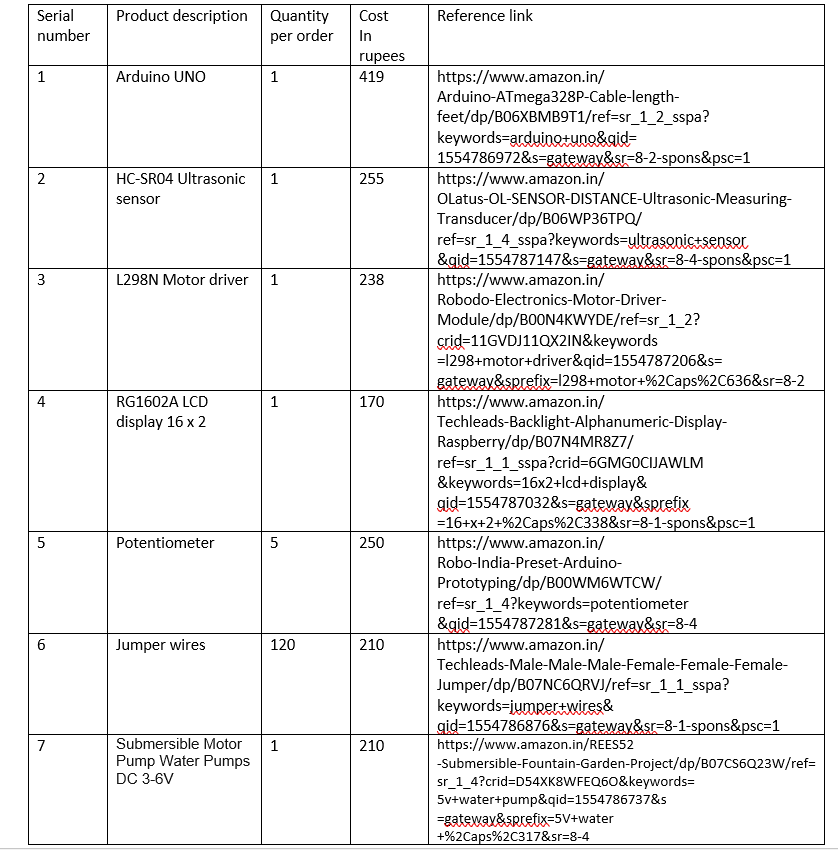 Serial number
Product description
Quantity per order
Cost In rupees
Reference link
1
Arduino UNO
1
419
https://www.amazon.in/
Arduino-ATmega328P-Cable-length-
feet/dp/B06XBMB9T1/ref=sr_1_2_sspa?
keywords=arduino+uno&qid=
1554786972&s=gateway&sr=8-2-spons&psc=1
2
HC-SR04 Ultrasonic
sensor
1
255
https://www.amazon.in/
OLatus-OL-SENSOR-DISTANCE-Ultrasonic-Measuring-
Transducer/dp/B06WP36TPQ/
ref=sr_1_4_sspa?keywords=ultrasonic+sensor
&qid=1554787147&s=gateway&sr=8-4-spons&psc=1
3
L298N Motor driver
1
238
https://www.amazon.in/
Robodo-Electronics-Motor-Driver-
Module/dp/B00N4KWYDE/ref=sr_1_2?
crid=11GVDJ11QX2IN&keywords
=l298+motor+driver&qid=1554787206&s=
gateway&sprefix=l298+motor+%2Caps%2C636&sr=8-2
4
RG1602A LCD
display 16 x 2
1
170
https://www.amazon.in/
Techleads-Backlight-Alphanumeric-Display-
Raspberry/dp/B07N4MR8Z7/
ref=sr_1_1_sspa?crid=6GMG0CIJAWLM
&keywords=16x2+lcd+display&
qid=1554787032&s=gateway&sprefix
=16+x+2+%2Caps%2C338&sr=8-1-spons&psc=1
5
Potentiometer
5
250
https://www.amazon.in/
Robo-India-Preset-Arduino-
Prototyping/dp/B00WM6WTCW/
ref=sr_1_4?keywords=potentiometer
&qid=1554787281&s=gateway&sr=8-4
6
Jumper wires
120
210
https://www.amazon.in/
Techleads-Male-Male-Male-Female-Female-Female-
Jumper/dp/B07NC6QRVJ/ref=sr_1_1_sspa?
keywords=jumper+wires&
qid=1554786876&s=gateway&sr=8-1-spons&psc=1
7
Submersible Motor
Pump Water Pumps
DC 3-6V
1
210
https://www.amazon.in/REES52
-Submersible-Fountain-Garden-Project/dp/B07CS6Q23W/ref=
sr_1_4?crid=D54XK8WFEQ6O&keywords=
5v+water+pump&qid=1554786737&s
=gateway&sprefix=5V+water
+%2Caps%2C317&sr=8-4